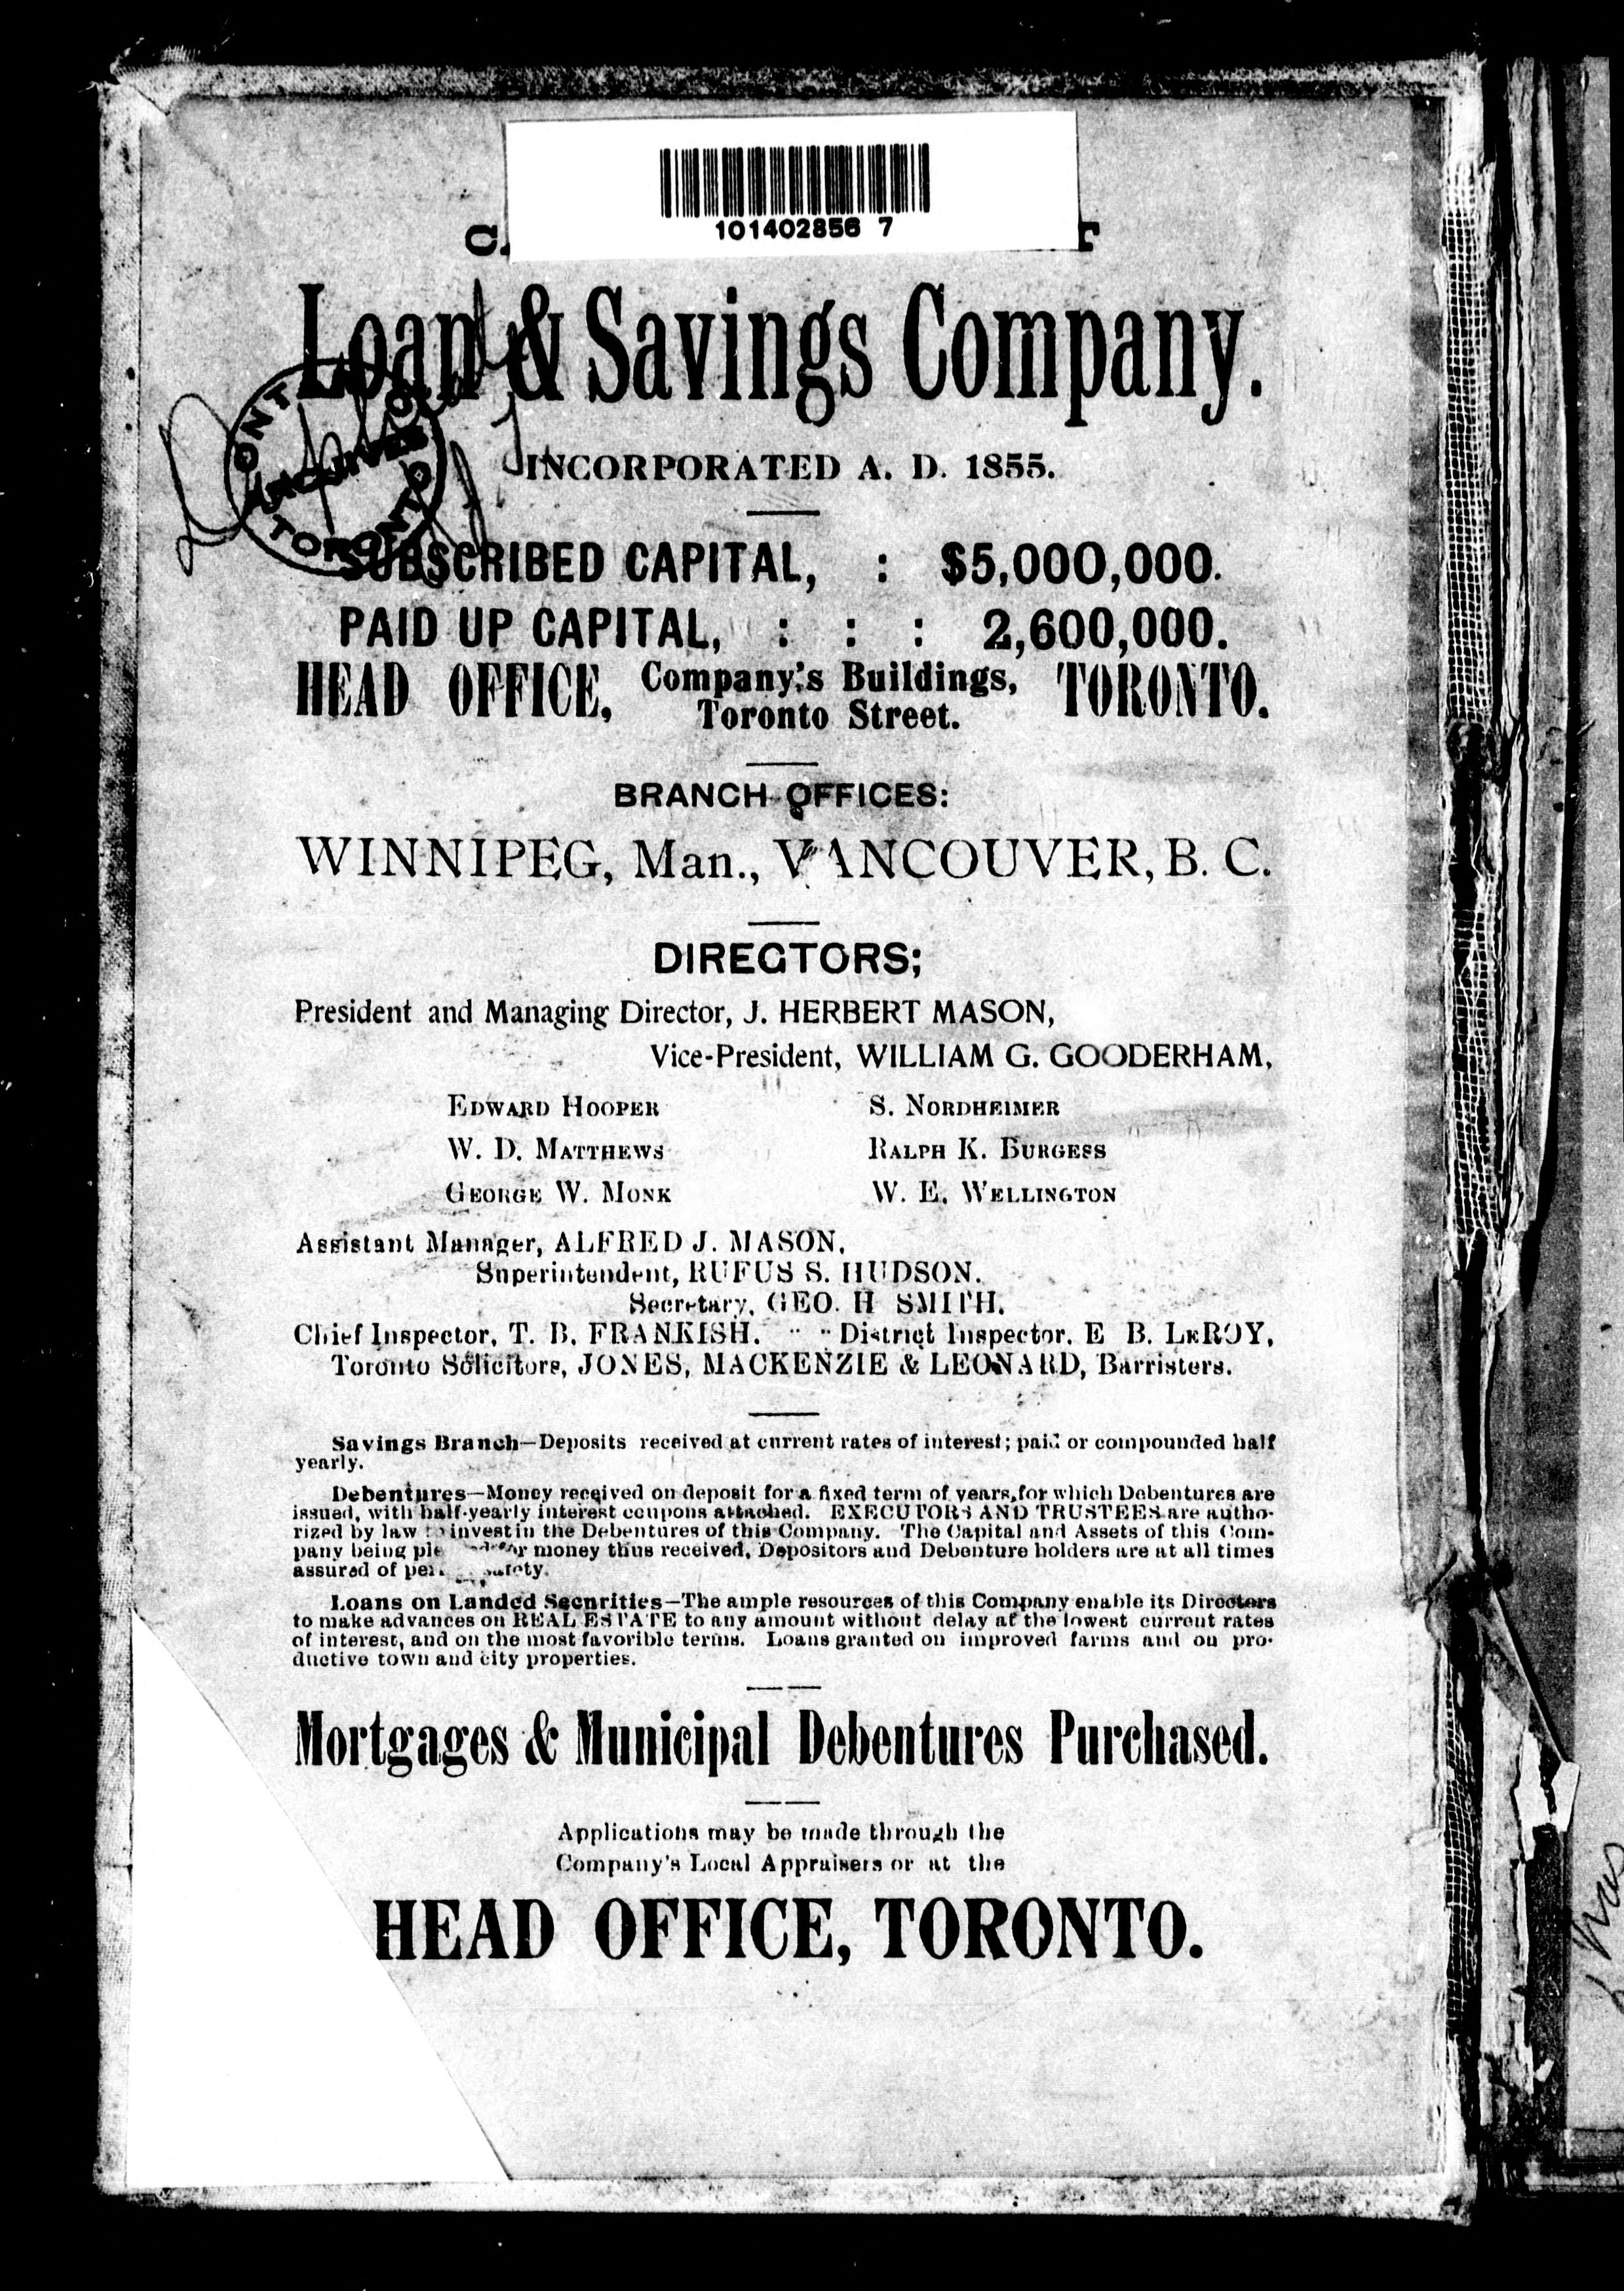 101402856 7
Loan & Savings Company.
INCORPORATED A. D. 1855.
ONTARIO
ARCHIVES
TORONTO
SUBSCRIBED CAPITAL, : $5,000,000.
PAID UP CAPITAL, : : : 2,600,000.
HEAD OFFICE, Company's Buildings, Toronto Street. TORONTO.
BRANCH OFFICES:
WINNIPEG, Man., VANCOUVER, B. C.
DIRECTORS;
President and Managing Director, J. HERBERT MASON,
Vice-President, WILLIAM G. GOODERHAM,
EDWARD HOOPER S. NORDHEIMER
W. D. MATTHEWS RALPH K. BURGESS
GEORGE W. MONK W. E. WELLINGTON
Assistant Manager, ALFRED J. MASON.
Superintendent, RUFUS S. HUDSON.
Secretary, GEO. H SMITH.
Chief Inspector, T. B. FRANKISH. District Inspector, E B. LEROY,
Toronto Solicitors, JONES, MACKENZIE & LEONARD, Barristers.
Savings Branch—Deposits received at current rates of interest; paid or compounded half
yearly.
Debentures—Money received on deposit for a fixed term of years, for which Debentures are
issued, with half-yearly interest coupons attached. EXECUTORS AND TRUSTEES are autho-
rized by law to invest in the Debentures of this Company. The Capital and Assets of this Com-
pany being money thus received, Depositors and Debenture holders are at all times
assured of
Loans on Landed Securities—The ample resources of this Company enable its Directors
to make advances on REAL ESTATE to any amount without delay at the lowest current rates
of interest, and on the most favorible terms. Loans granted on improved farms and on pro-
ductive town and city properties.
Mortgages & Municipal Debentures Purchased.
Applications may be made through the
Company's Local Appraisers or at the
HEAD OFFICE, TORONTO.